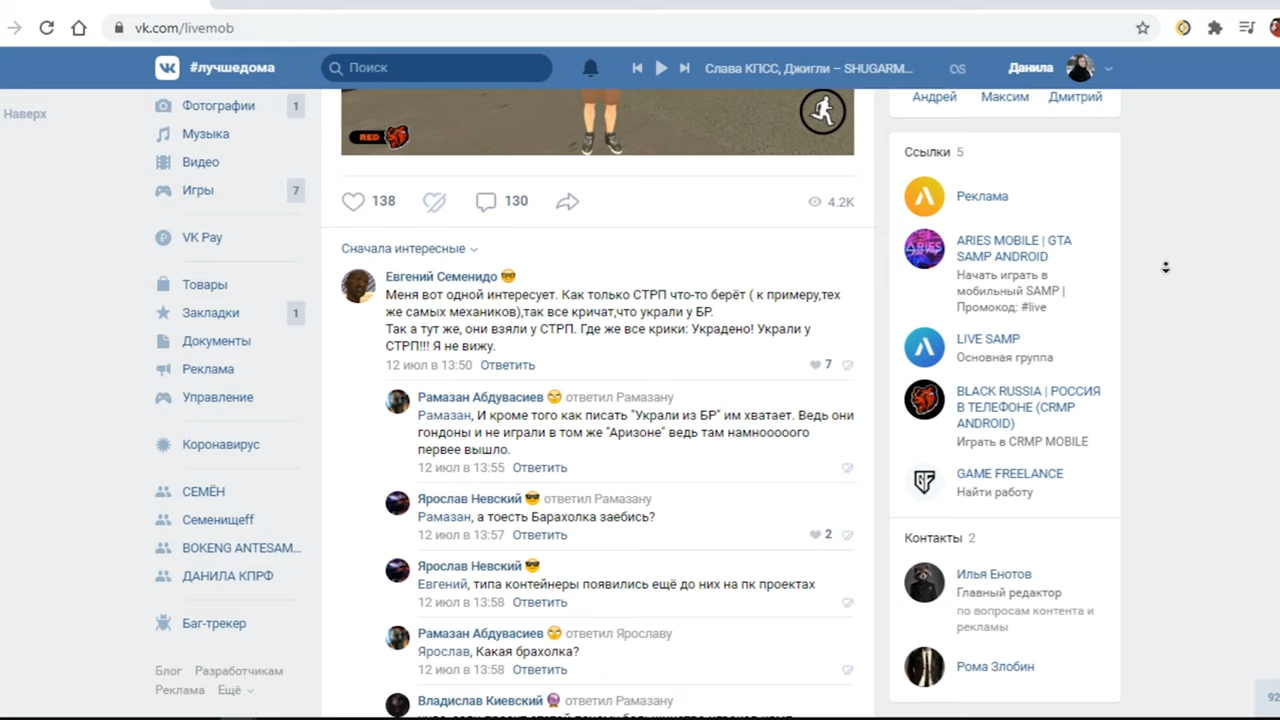 vk.com/livemob
#лучшедома
Поиск
Слава КПСС, Джигли – SHUGARM...
Данила
Наверх
Фотографии 1
Музыка
Видео
Игры 7
VK Pay
Товары
Закладки 1
Документы
Реклама
Управление
Коронавирус
СЕМЁН
Семенищеff
BOKENG ANTESAM...
ДАНИЛА КПРФ
Баг-трекер
Блог Разработчикам
Реклама Ещё
RED
138 130 4.2K
Сначала интересные
Евгений Семенидо
Меня вот одной интересует. Как только СТРП что-то берёт ( к примеру,тех
же самых механиков),так все кричат,что украли у БР.
Так а тут же, они взяли у СТРП. Где же все крики: Украдено! Украли у
СТРП!!! Я не вижу.
12 июл в 13:50 Ответить 7
Рамазан Абдувасиев ответил Рамазану
Рамазан, И кроме того как писать "Украли из БР" им хватает. Ведь они
гондоны и не играли в том же "Аризоне" ведь там намнооооого
первее вышло.
12 июл в 13:55 Ответить
Ярослав Невский ответил Рамазану
Рамазан, а тоесть Барахолка заебись?
12 июл в 13:57 Ответить 2
Ярослав Невский
Евгений, типа контейнеры появились ещё до них на пк проектах
12 июл в 13:58 Ответить
Рамазан Абдувасиев ответил Ярославу
Ярослав, Какая брахолка?
12 июл в 13:58 Ответить
Владислав Киевский ответил Рамазану
Андрей Максим Дмитрий
Ссылки 5
Реклама
ARIES MOBILE | GTA
SAMP ANDROID
Начать играть в
мобильный SAMP |
Промокод: #live
LIVE SAMP
Основная группа
BLACK RUSSIA | РОССИЯ
В ТЕЛЕФОНЕ (CRMP
ANDROID)
Играть в CRMP MOBILE
GAME FREELANCE
Найти работу
Контакты 2
Илья Енотов
Главный редактор
по вопросам контента и
рекламы
Рома Злобин
92